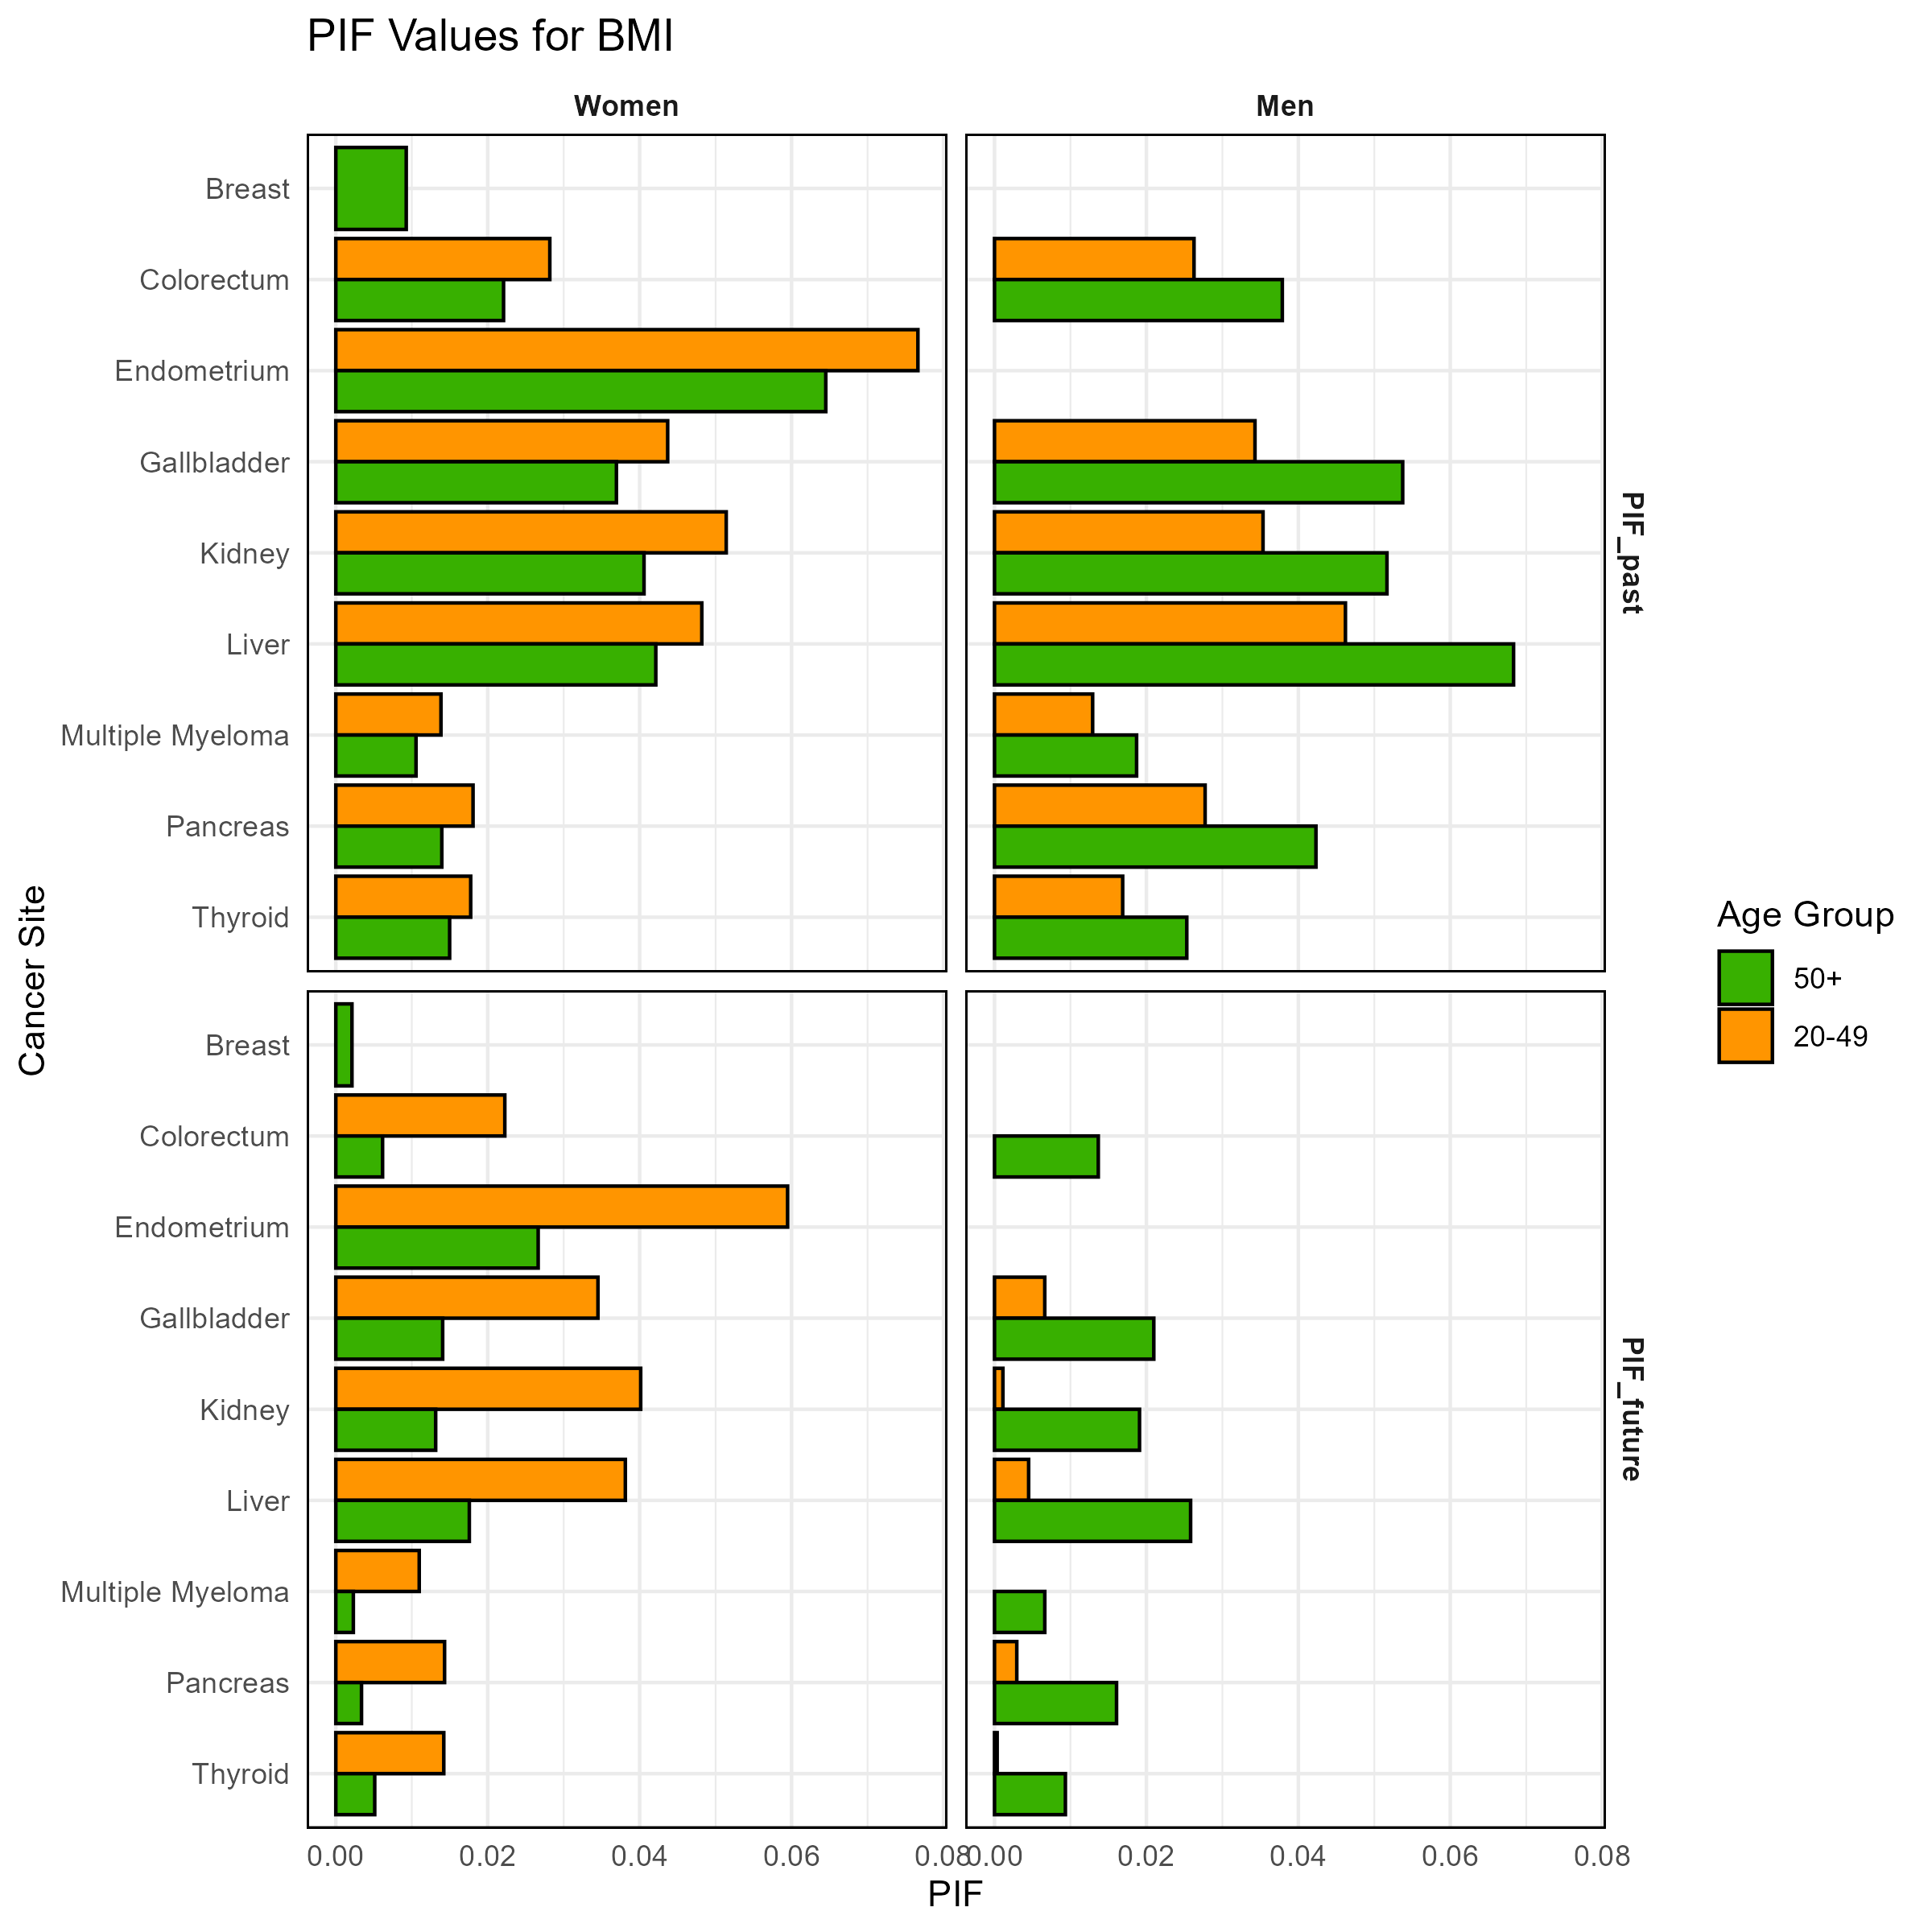 PIF Values for BMI
Women
Men
Breast
Colorectum
Endometrium
Gallbladder
Kidney
Liver
Multiple Myeloma
Pancreas
Thyroid
PIF_past
Breast
Colorectum
Endometrium
Gallbladder
Kidney
Liver
Multiple Myeloma
Pancreas
Thyroid
PIF_future
0.00 0.02 0.04 0.06 0.08
0.00 0.02 0.04 0.06 0.08
PIF
Cancer Site
Age Group
50+
20-49